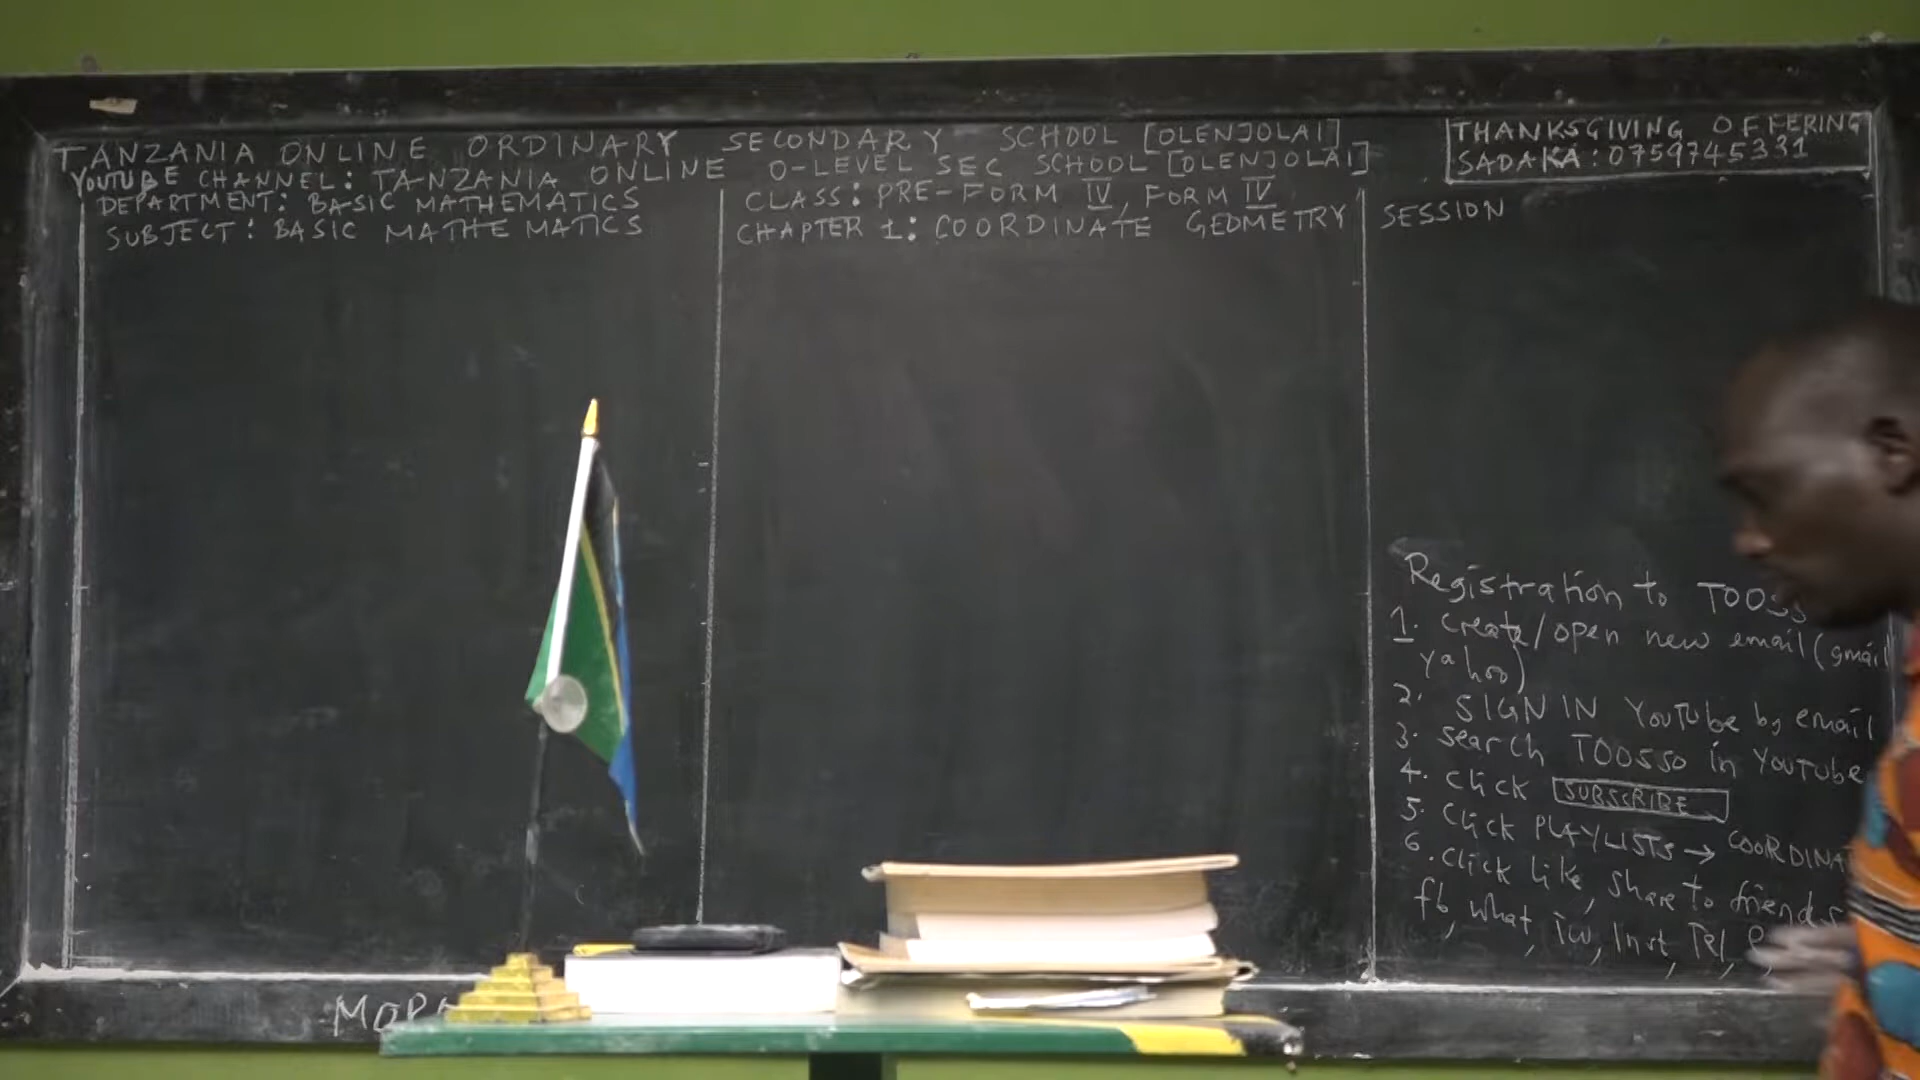 TANZANIA ONLINE ORDINARY SECONDARY SCHOOL [OLENJOLAI]
YOUTUBE CHANNEL: TANZANIA ONLINE O-LEVEL SEC SCHOOL [OLENJOLAI]
DEPARTMENT: BASIC MATHEMATICS
SUBJECT: BASIC MATHEMATICS
CLASS: PRE-FORM IV, FORM IV
CHAPTER 1: COORDINATE GEOMETRY
THANKSGIVING OFFERING
SADAKA: 0759745331
SESSION
Registration to
1. Create/open new email (gmail
yahoo)
2. SIGN IN YouTube by email
3. Search TOOSSO in YouTube
4. Click SUBSCRIBE
5. Click PLAYLISTS →
6. Click like, share to friends
fb, what, Tw, Inst, Tel,